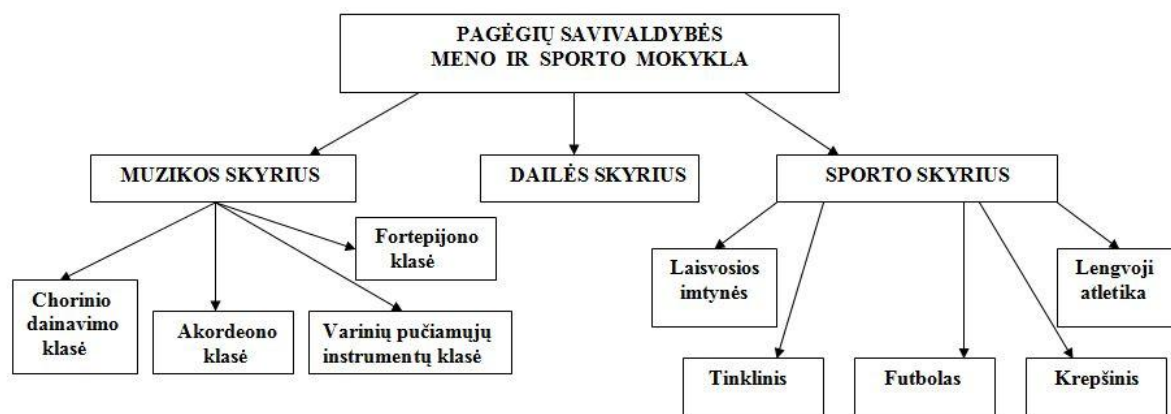 PAGĖGIŲ SAVIVALDYBĖS
MENO IR SPORTO MOKYKLA
MUZIKOS SKYRIUS
DAILĖS SKYRIUS
SPORTO SKYRIUS
Fortepijono
klasė
Chorinio
dainavimo
klasė
Akordeono
klasė
Varinių pučiamųjų
instrumentų klasė
Laisvosios
imtynės
Lengvoji
atletika
Tinklinis
Futbolas
Krepšinis